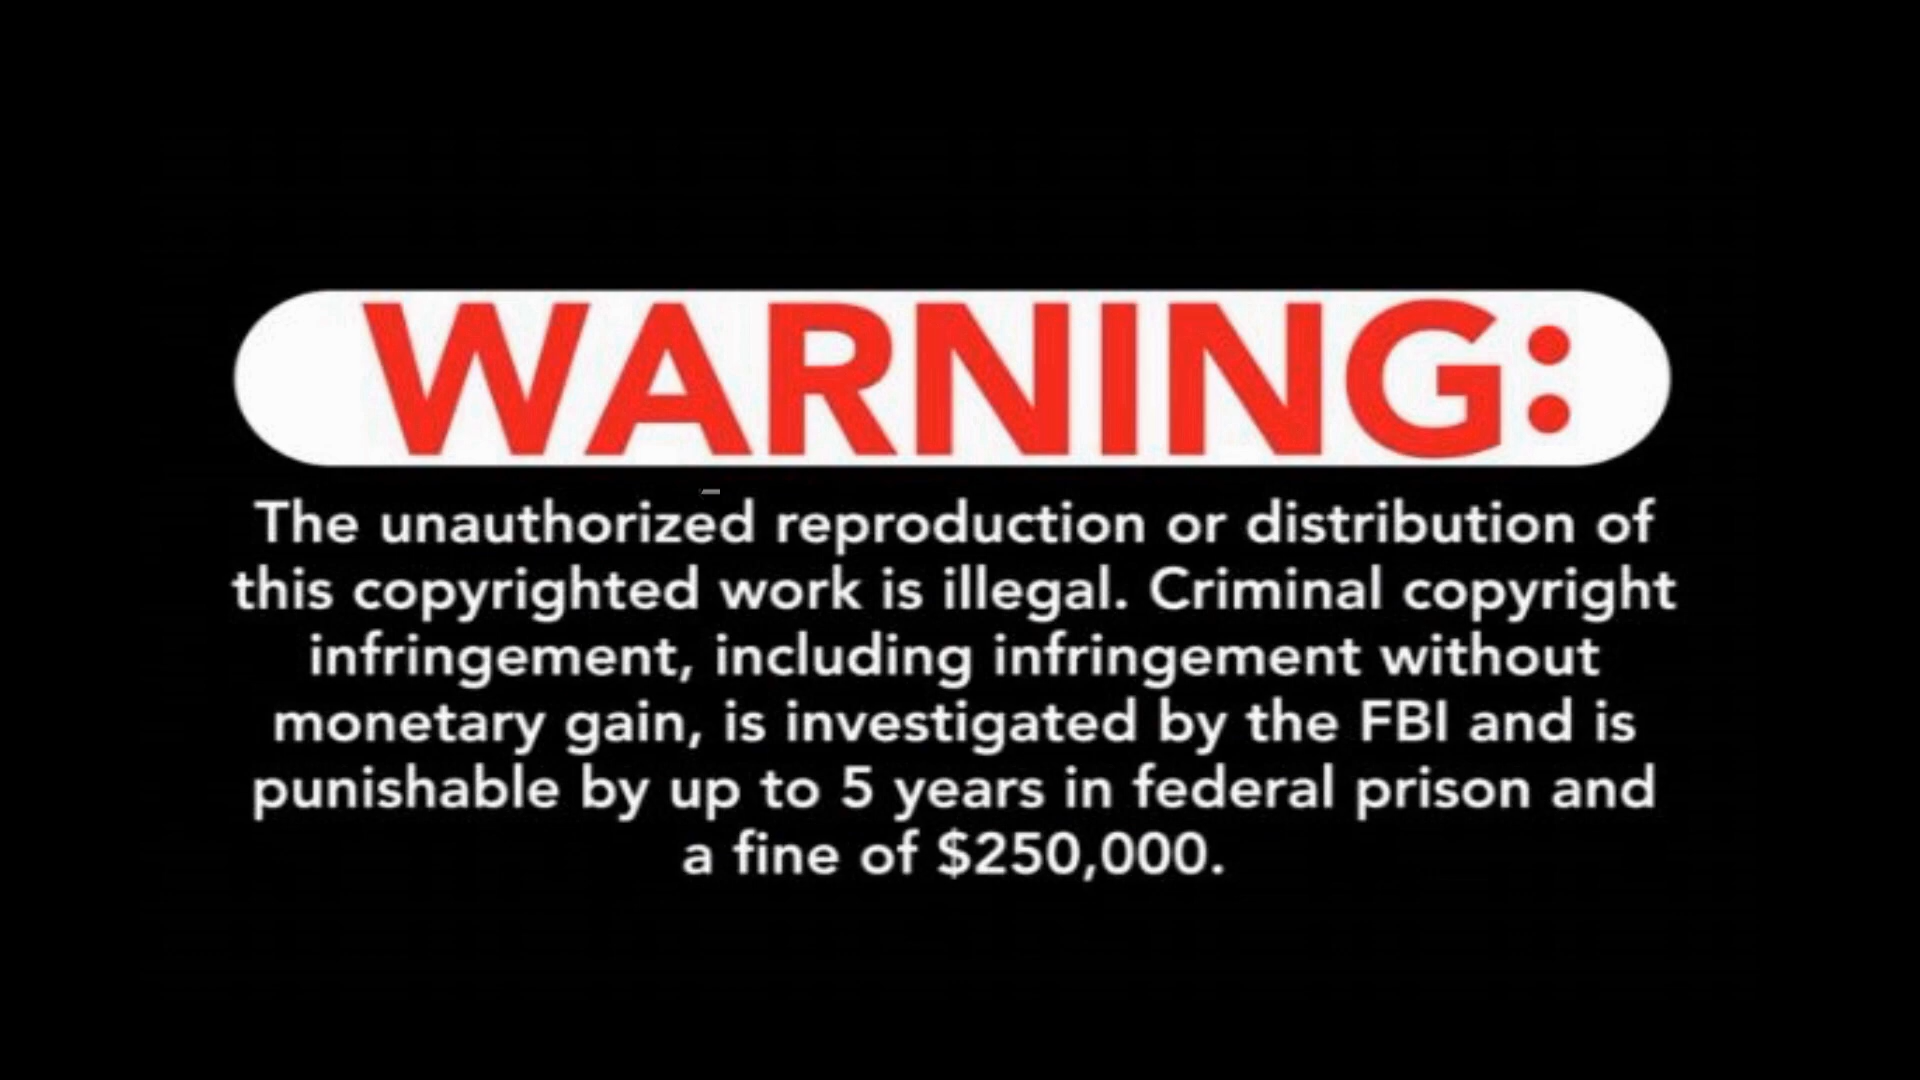 WARNING:
The unauthorized reproduction or distribution of
this copyrighted work is illegal. Criminal copyright
infringement, including infringement without
monetary gain, is investigated by the FBI and is
punishable by up to 5 years in federal prison and
a fine of $250,000.